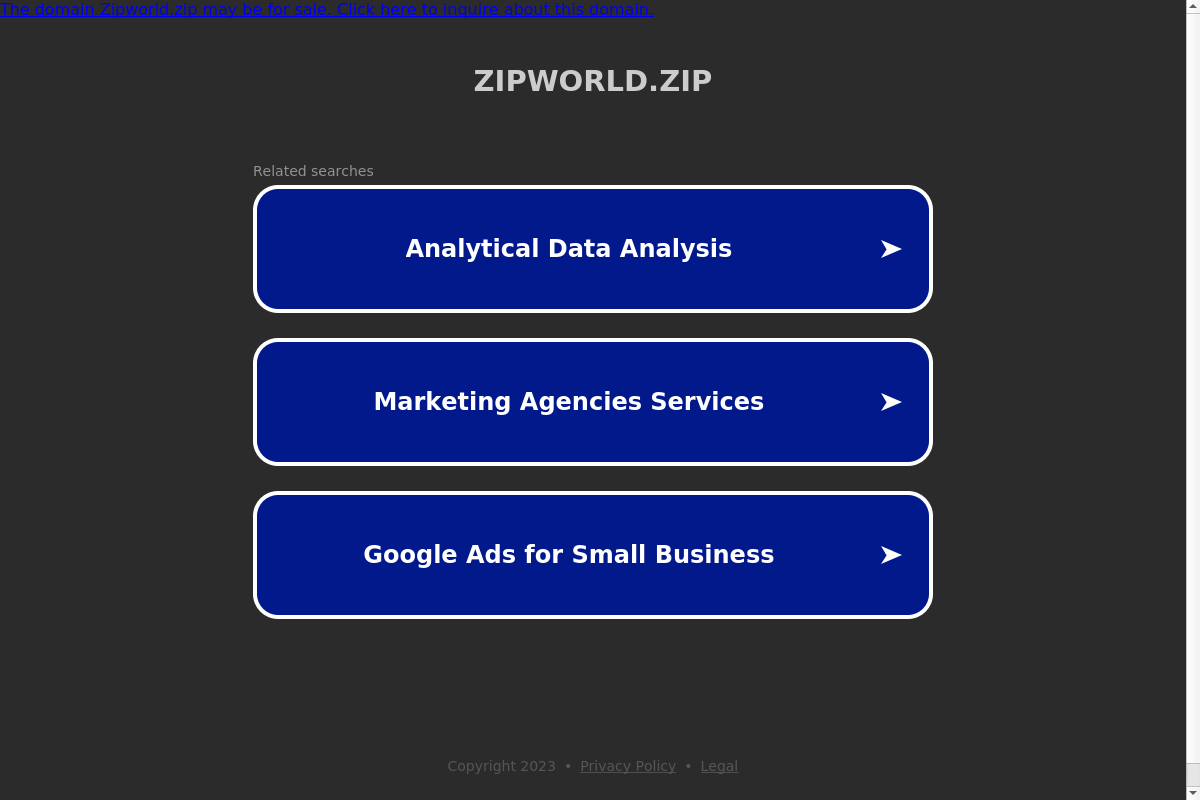 The domain Zipworld.zip may be for sale. Click here to inquire about this domain.
ZIPWORLD.ZIP
Related searches
Analytical Data Analysis
Marketing Agencies Services
Google Ads for Small Business
Copyright 2023 • Privacy Policy • Legal